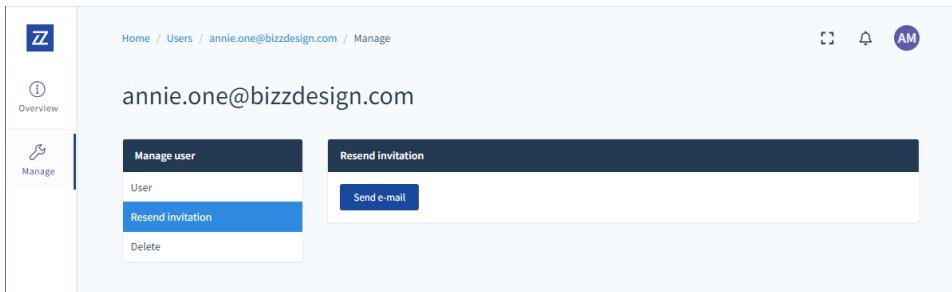 ZZ
Home / Users / annie.one@bizzdesign.com / Manage
AM
Overview
annie.one@bizzdesign.com
Manage
Manage user
User
Resend invitation
Delete
Resend invitation
Send e-mail